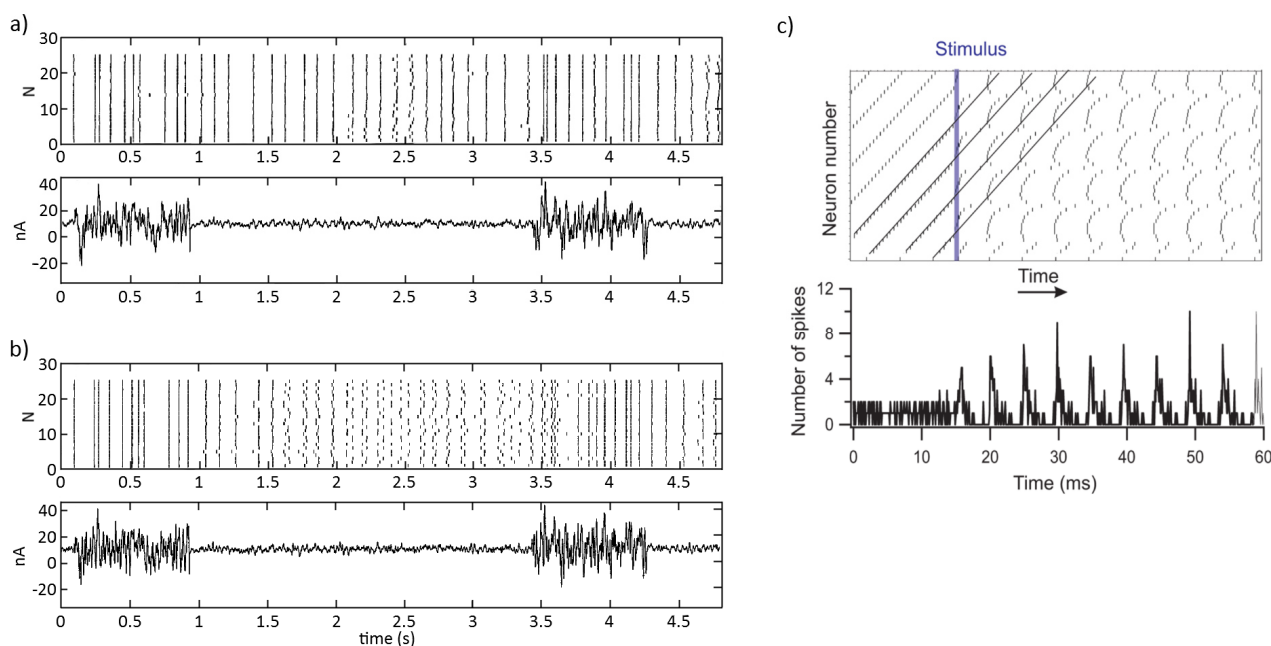 a)
30
20
10
0
N
0 0.5 1 1.5 2 2.5 3 3.5 4 4.5
40
20
0
-20
nA
0 0.5 1 1.5 2 2.5 3 3.5 4 4.5
b)
30
20
10
0
N
0 0.5 1 1.5 2 2.5 3 3.5 4 4.5
40
20
0
-20
nA
0 0.5 1 1.5 2 2.5 3 3.5 4 4.5
time (s)
c)
Stimulus
Neuron number
Time
12
8
4
0
Number of spikes
0 10 20 30 40 50 60
Time (ms)